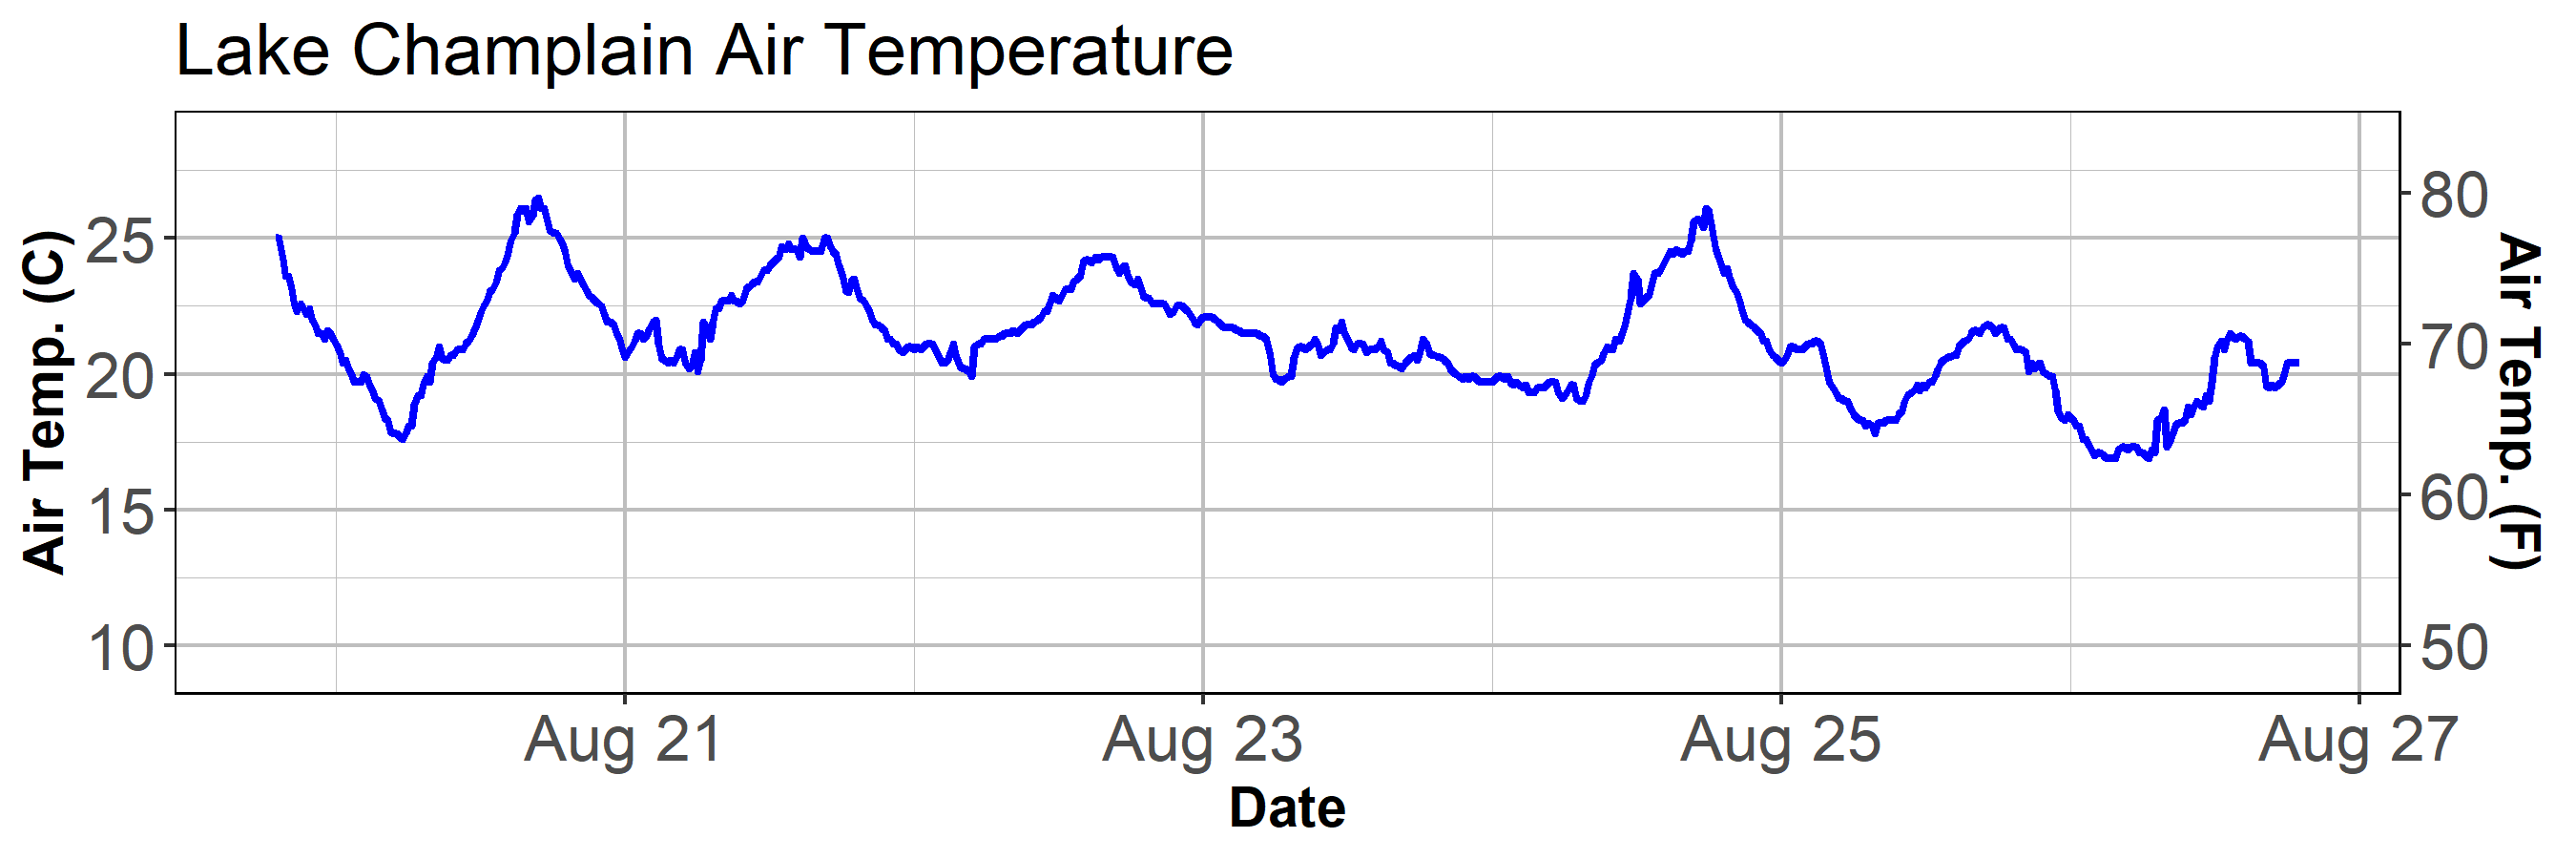 Lake Champlain Air Temperature
Air Temp. (C)
25
20
15
10
80
70
60
50
Air Temp. (F)
Aug 21
Aug 23
Aug 25
Aug 27
Date